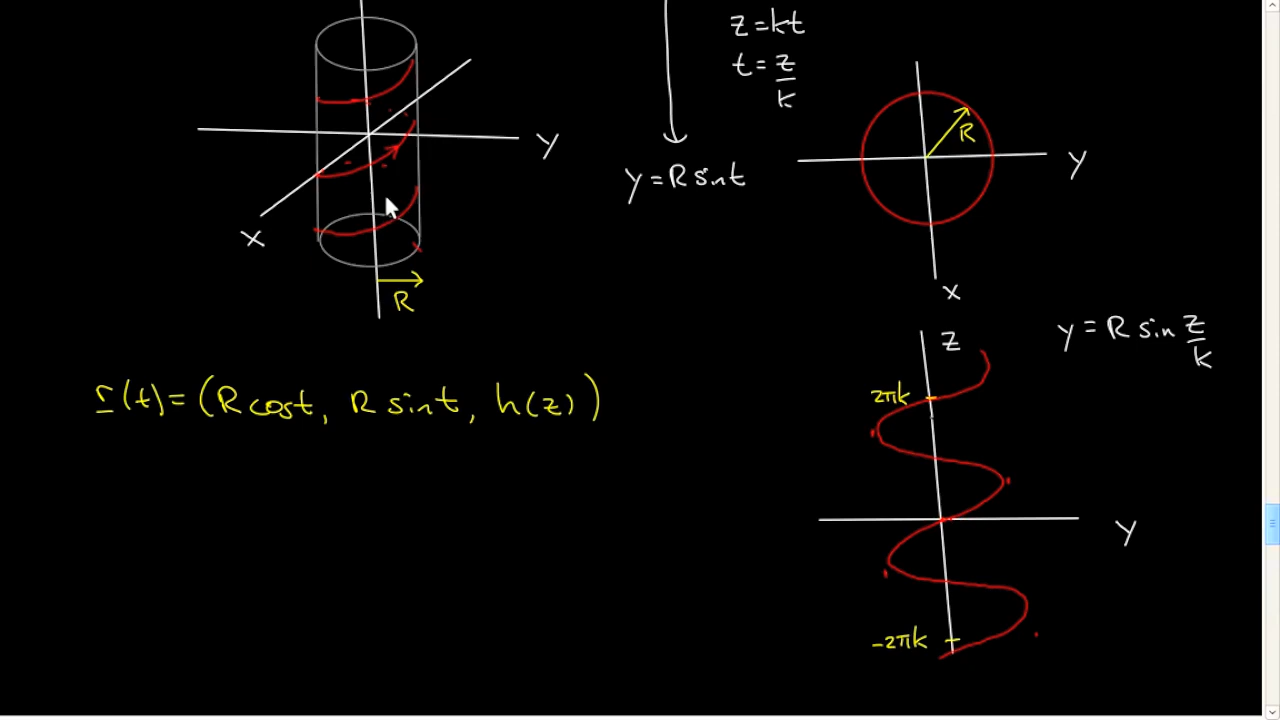 z = kt
t = z/k
y = R sin t
R
y
x
y
x
R
z
y = R sin z/k
r(t) = (R cos t, R sin t, h(z))
2πk
y
-2πk